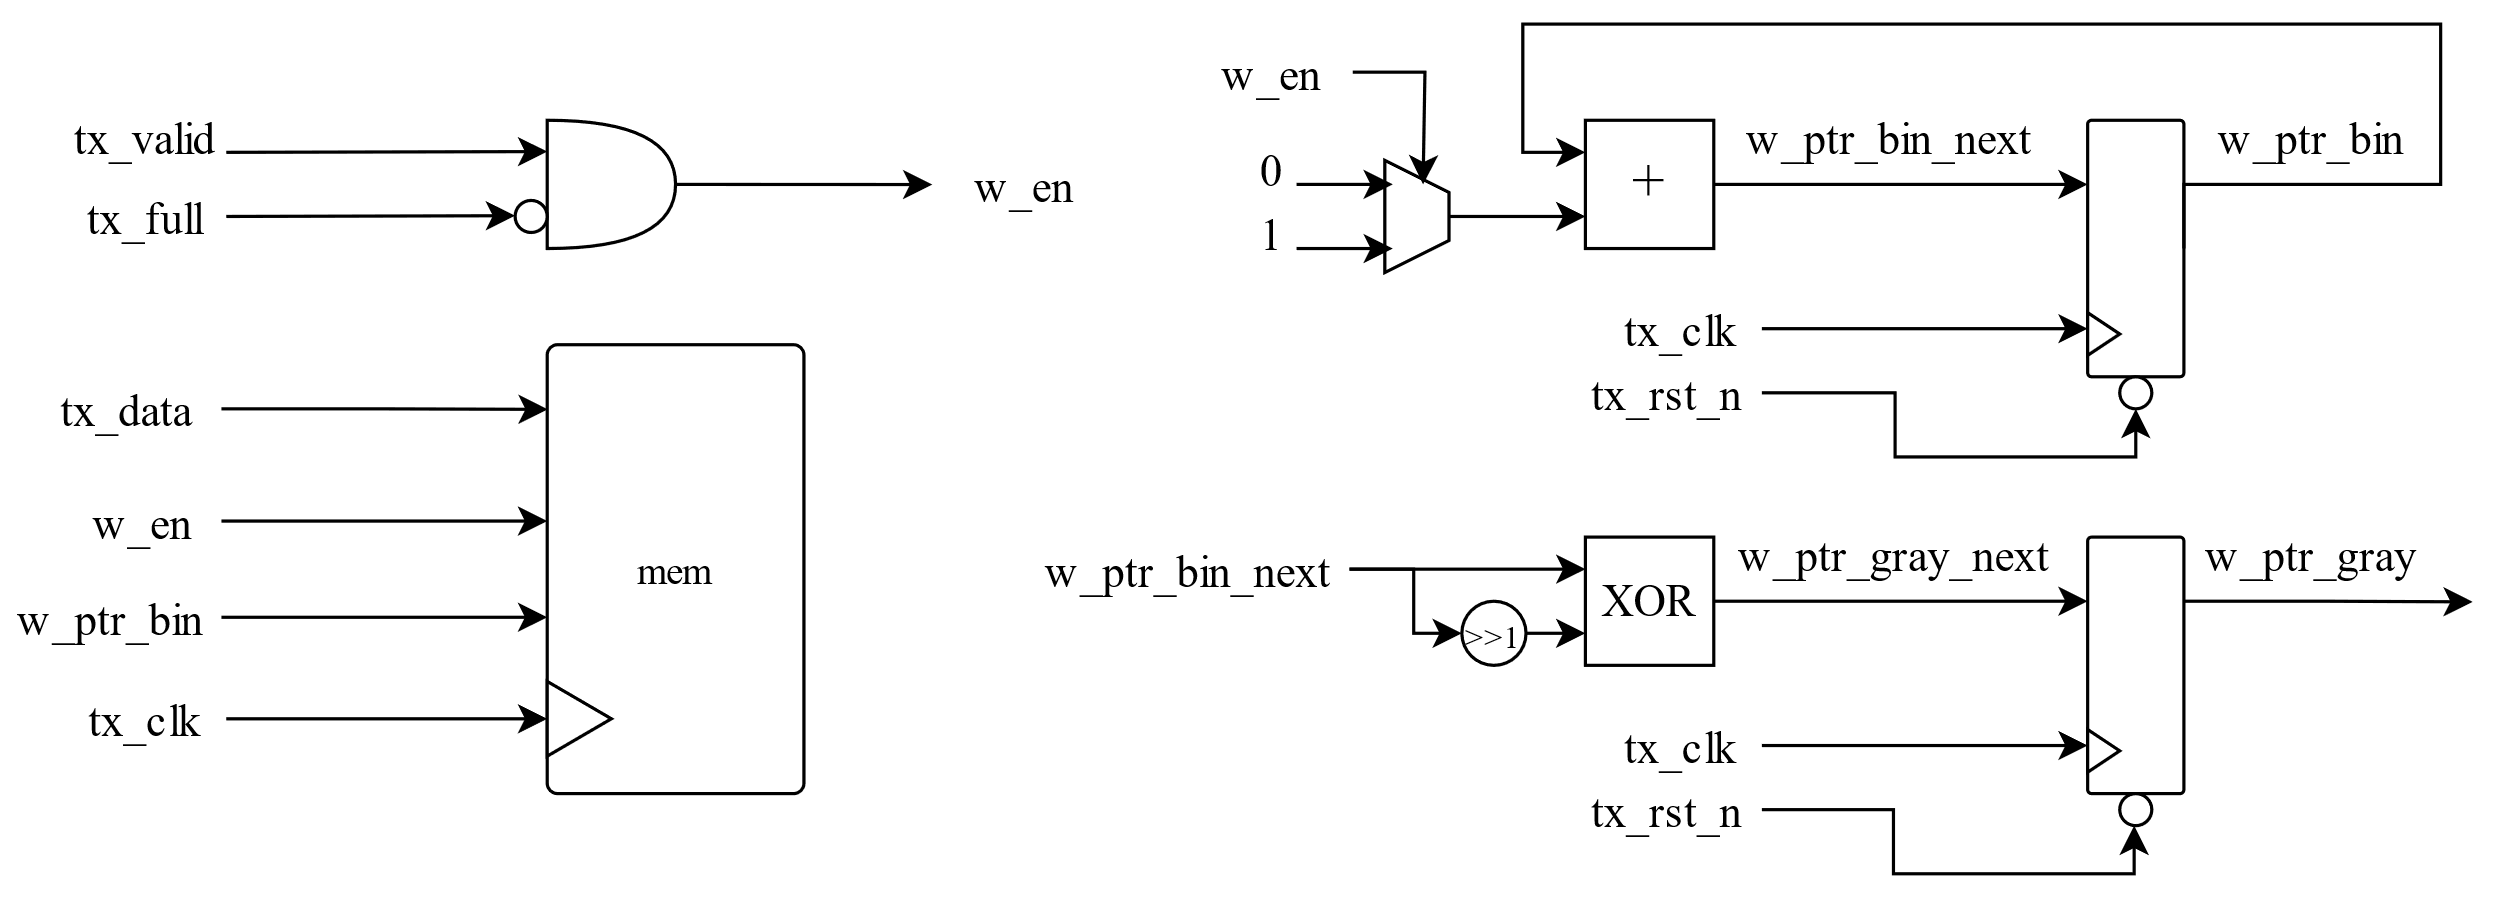 tx_valid
tx_full
w_en
tx_data
w_en
w_ptr_bin
tx_clk
mem
w_en
0
1
+
w_ptr_bin_next
w_ptr_bin
tx_clk
tx_rst_n
w_ptr_bin_next
>>1
XOR
w_ptr_gray_next
w_ptr_gray
tx_clk
tx_rst_n